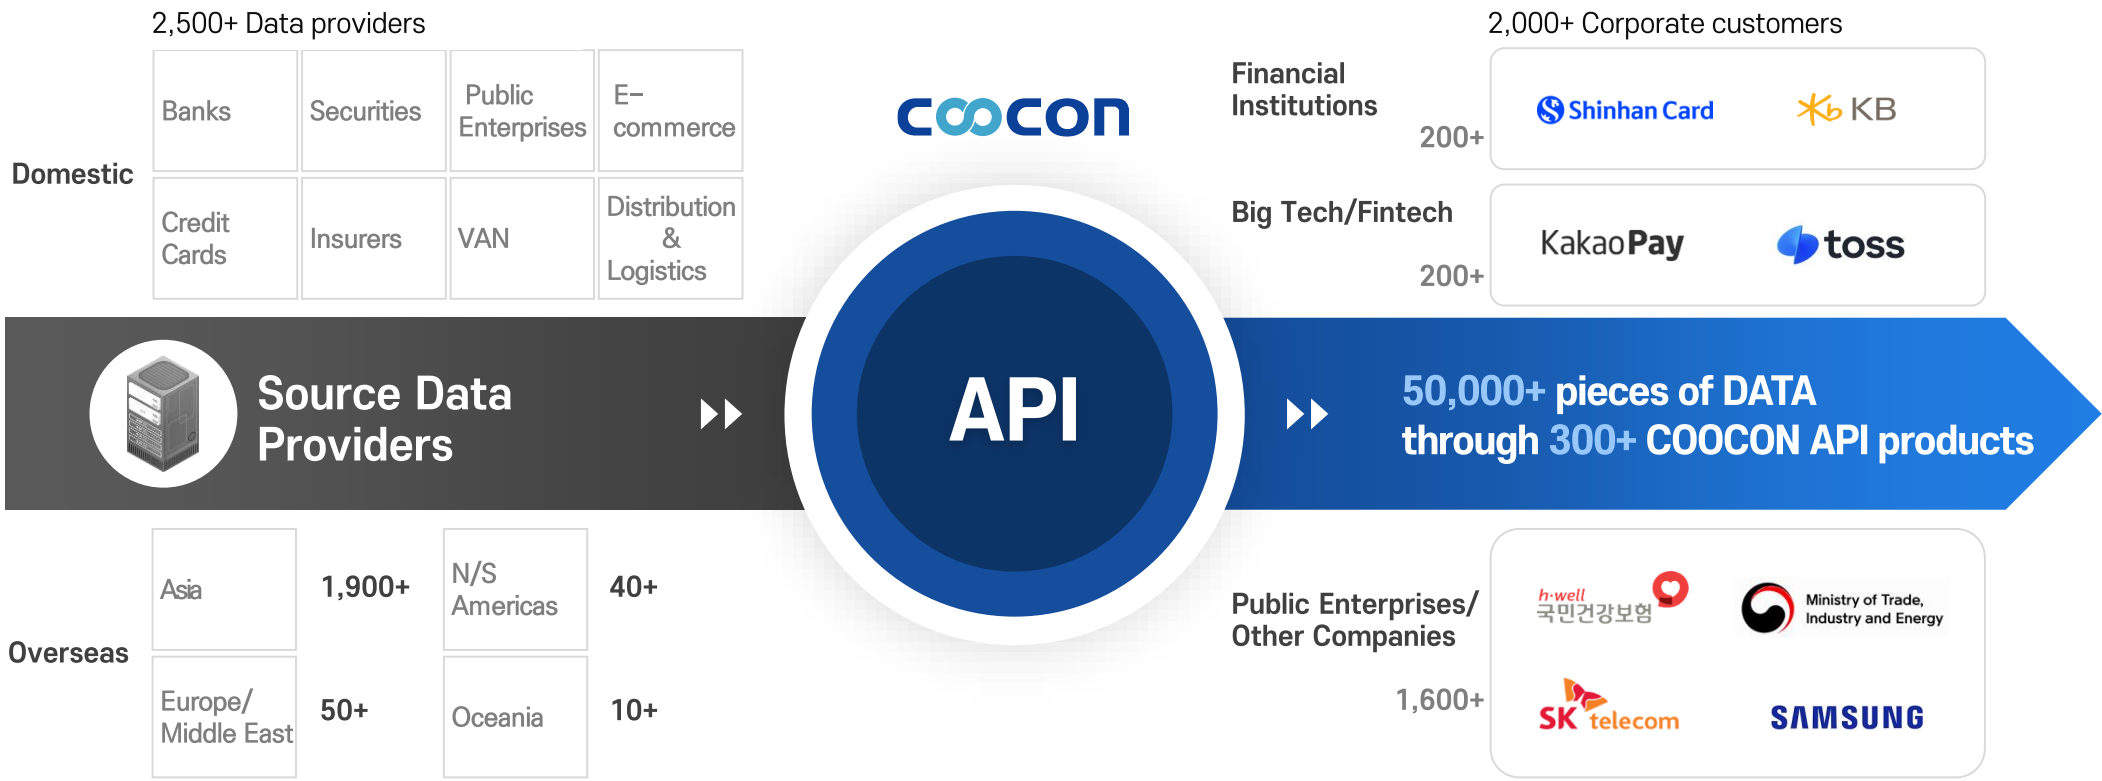 2,500+ Data providers
Domestic
Banks
Securities
Public
Enterprises
E-
commerce
Credit
Cards
Insurers
VAN
Distribution
&
Logistics
Source Data
Providers
Overseas
Asia
1,900+
N/S
Americas
40+
Europe/
Middle East
50+
Oceania
10+
coocon
API
2,000+ Corporate customers
Financial
Institutions
200+
Shinhan Card
KB
Big Tech/Fintech
200+
KakaoPay
toss
50,000+ pieces of DATA
through 300+ COOCON API products
Public Enterprises/
Other Companies
1,600+
h·well
국민건강보험
Ministry of Trade,
Industry and Energy
SK telecom
SAMSUNG